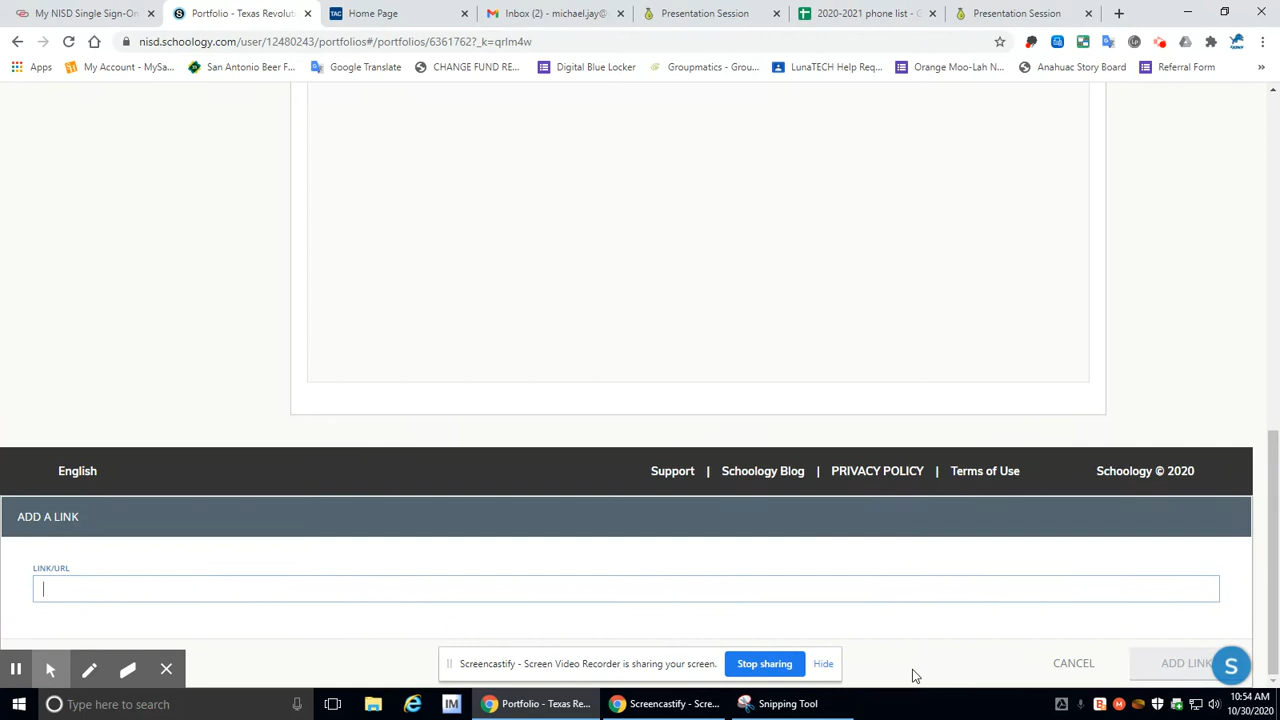 My NISD Single Sign-On
Portfolio - Texas Revolut
Home Page
Inbox (2) - michael.jay@
Presentation Session
2020-2021 phone list - G
Presentation Session
nisd.schoology.com/user/12480243/portfolios#/portfolios/6361762?_k=qrlm4w
Apps
My Account - MySa...
San Antonio Beer F...
Google Translate
CHANGE FUND RE...
Digital Blue Locker
Groupmatics - Grou...
LunaTECH Help Req...
Orange Moo-Lah N...
Anahuac Story Board
Referral Form
English
Support | Schoology Blog | PRIVACY POLICY | Terms of Use
Schoology © 2020
ADD A LINK
LINK/URL
Screencastify - Screen Video Recorder is sharing your screen.
Stop sharing
Hide
CANCEL
ADD LINK
S
Type here to search
IM
Portfolio - Texas Re...
Screencastify - Scre...
Snipping Tool
10:54 AM
10/30/2020